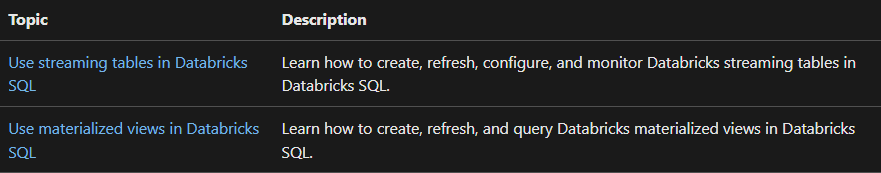 Topic Description
Use streaming tables in Databricks Learn how to create, refresh, configure, and monitor Databricks streaming tables in
SQL Databricks SQL.
Use materialized views in Databricks Learn how to create, refresh, and query Databricks materialized views in Databricks
SQL SQL.